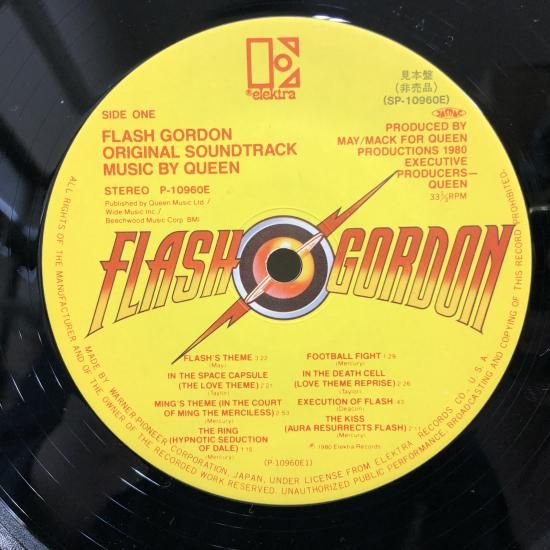 ®elektra
見本盤
(非売品)
(SP-10960E)
JASRAC
SIDE ONE
FLASH GORDON
ORIGINAL SOUNDTRACK
MUSIC BY QUEEN
STEREO P-10960E
Published by Queen Music Ltd./
Wide Music Inc./
Beechwood Music Corp. BMI
PRODUCED BY
MAY/MACK FOR QUEEN
PRODUCTIONS 1980
EXECUTIVE
PRODUCERS—
QUEEN
33⅓RPM
FLASH GORDON
FLASH'S THEME 3:22
(May)
IN THE SPACE CAPSULE
(THE LOVE THEME) 2:21
(Taylor)
MING'S THEME (IN THE COURT
OF MING THE MERCILESS) 2:53
(Mercury)
THE RING
(HYPNOTIC SEDUCTION
OF DALE) 1:15
(Mercury)
FOOTBALL FIGHT 1:29
(Mercury)
IN THE DEATH CELL
(LOVE THEME REPRISE) 2:26
(Taylor)
EXECUTION OF FLASH :43
(Deacon)
THE KISS
(AURA RESURRECTS FLASH) 2:11
(Mercury)
℗ 1980 Elektra Records
(P-10960E1)
MADE BY WARNER-PIONEER CORPORATION, JAPAN, UNDER LICENSE FROM ELEKTRA RECORDS CO., U.S.A.
ALL RIGHTS OF THE MANUFACTURER AND OF THE OWNER OF THE RECORDED WORK RESERVED. UNAUTHORIZED PUBLIC PERFORMANCE, BROADCASTING AND COPYING OF THIS RECORD PROHIBITED.